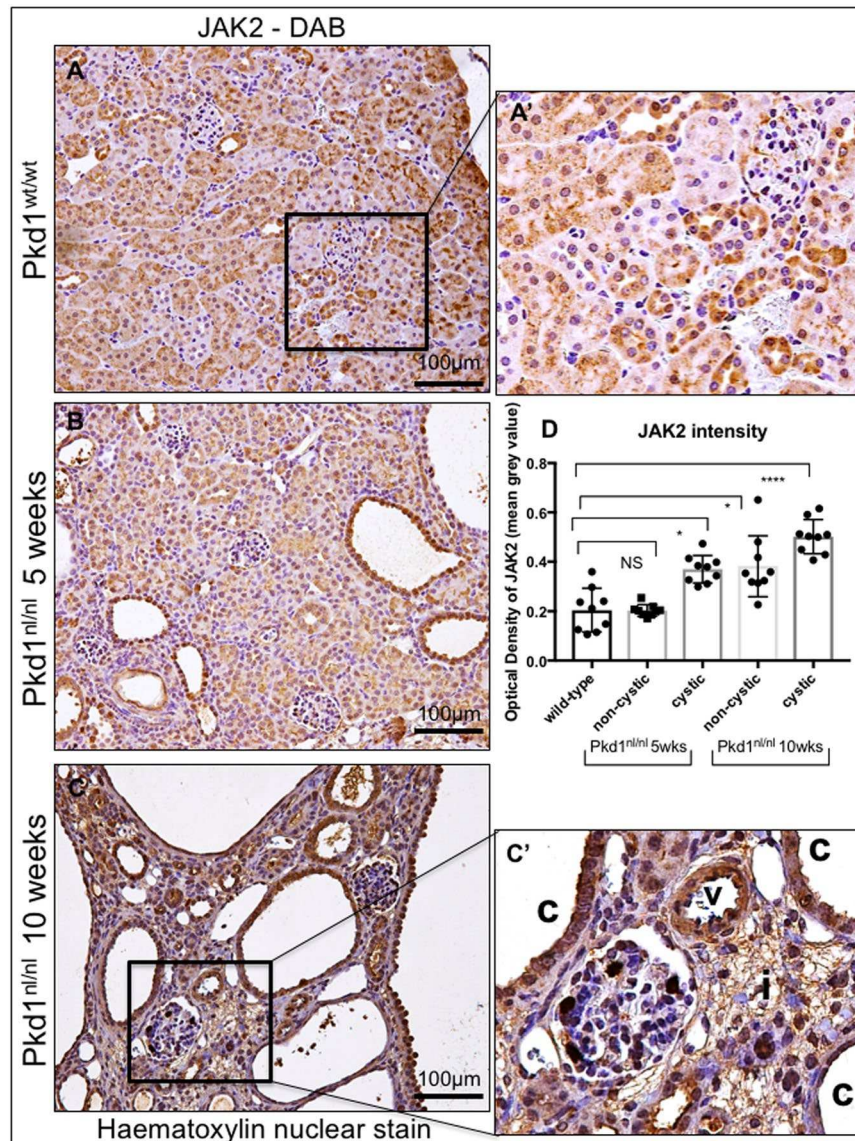 JAK2 - DAB
A
A'
Pkd1wt/wt
100µm
B
Pkd1nl/nl 5 weeks
100µm
D
JAK2 intensity
Optical Density of JAK2 (mean grey value)
0.8
0.6
0.4
0.2
0.0
****
*
*
NS
wild-type
non-cystic
cystic
non-cystic
cystic
Pkd1nl/nl 5wks
Pkd1nl/nl 10wks
C
Pkd1nl/nl 10 weeks
100µm
C'
c
c
v
i
c
Haematoxylin nuclear stain